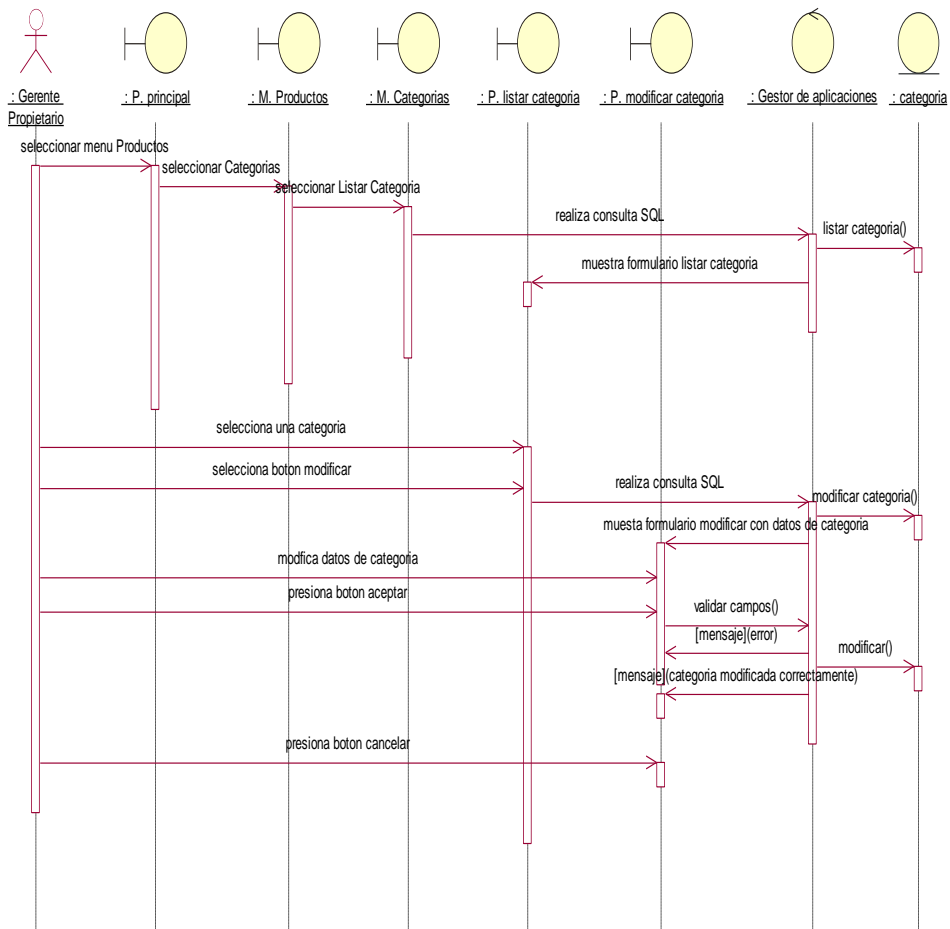 : Gerente
Propietario
: P. principal
: M. Productos
: M. Categorias
: P. listar categoria
: P. modificar categoria
: Gestor de aplicaciones
: categoria
seleccionar menu Productos
seleccionar Categorias
seleccionar Listar Categoria
realiza consulta SQL
listar categoria()
muestra formulario listar categoria
selecciona una categoria
selecciona boton modificar
realiza consulta SQL
modificar categoria()
muesta formulario modificar con datos de categoria
modfica datos de categoria
presiona boton aceptar
validar campos()
[mensaje](error)
modificar()
[mensaje](categoria modificada correctamente)
presiona boton cancelar